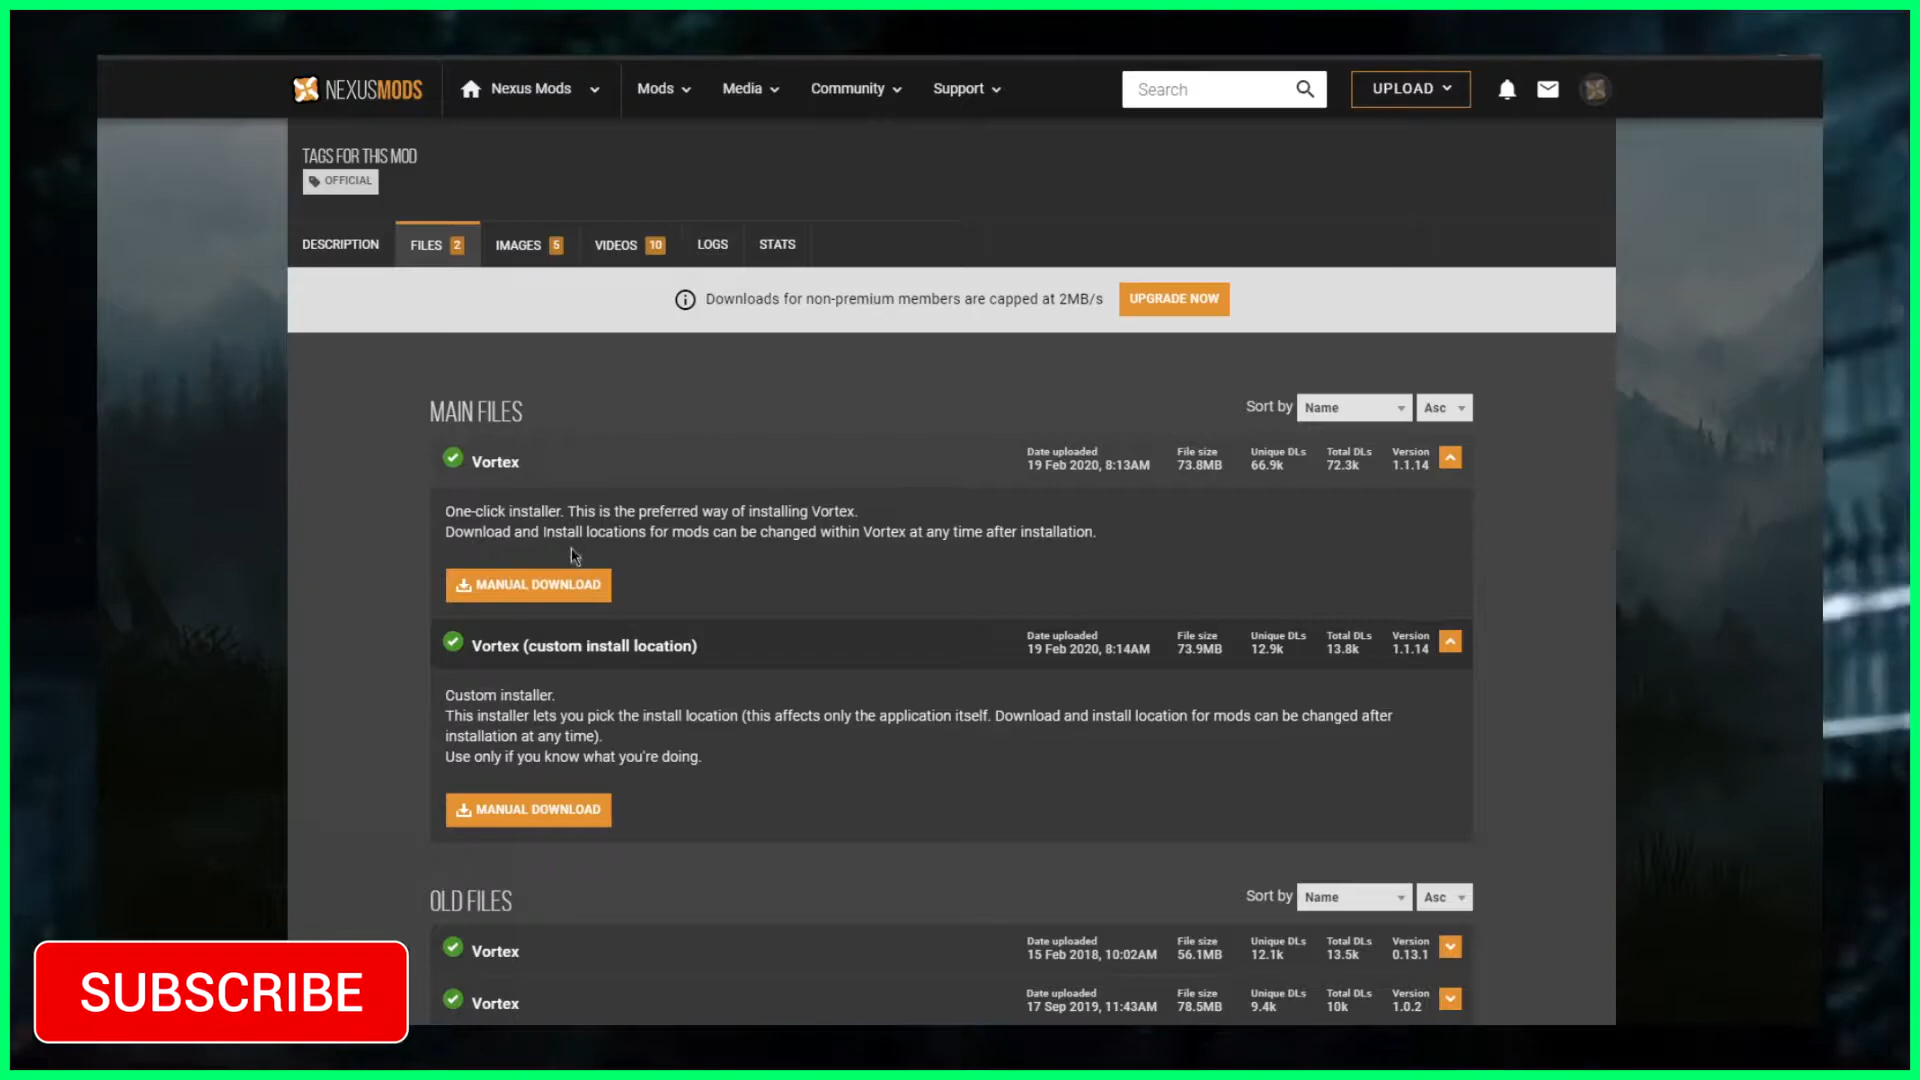 NEXUSMODS Nexus Mods Mods Media Community Support Search UPLOAD
TAGS FOR THIS MOD
OFFICIAL
DESCRIPTION FILES 2 IMAGES 5 VIDEOS 10 LOGS STATS
Downloads for non-premium members are capped at 2MB/s UPGRADE NOW
MAIN FILES Sort by Name Asc
Vortex
Date uploaded File size Unique DLs Total DLs Version
19 Feb 2020, 8:13AM 73.8MB 66.9k 72.3k 1.1.14
One-click installer. This is the preferred way of installing Vortex.
Download and Install locations for mods can be changed within Vortex at any time after installation.
MANUAL DOWNLOAD
Vortex (custom install location)
Date uploaded File size Unique DLs Total DLs Version
19 Feb 2020, 8:14AM 73.9MB 12.9k 13.8k 1.1.14
Custom installer.
This installer lets you pick the install location (this affects only the application itself. Download and install location for mods can be changed after
installation at any time).
Use only if you know what you're doing.
MANUAL DOWNLOAD
OLD FILES Sort by Name Asc
Vortex
Date uploaded File size Unique DLs Total DLs Version
15 Feb 2018, 10:02AM 56.1MB 12.1k 13.5k 0.13.1
Vortex
Date uploaded File size Unique DLs Total DLs Version
17 Sep 2019, 11:43AM 78.5MB 9.4k 10k 1.0.2
SUBSCRIBE